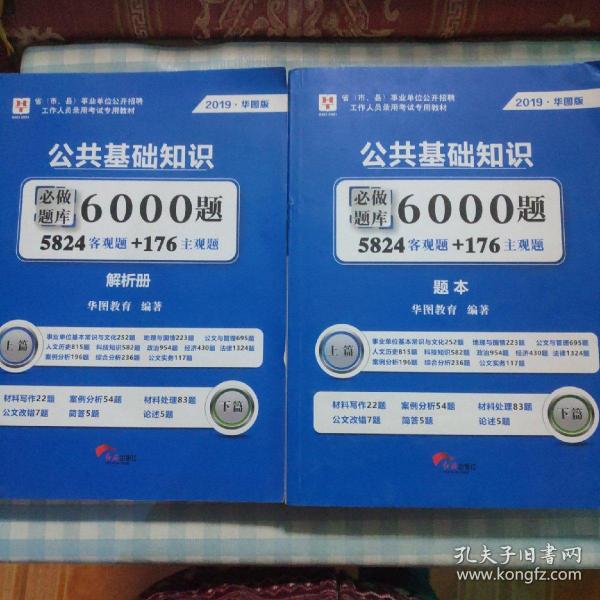 省（市、县）事业单位公开招聘
工作人员录用考试专用教材
2019·华图版
公共基础知识
必做
题库
6000题
5824客观题+176主观题
解析册
华图教育 编著
上篇
事业单位基本常识与文化252题 地理与国情223题 公文与管理695题
人文历史815题 科技知识582题 政治954题 经济430题 法律1324题
案例分析196题 综合分析236题 公文实务117题
材料写作22题 案例分析54题 材料处理83题
公文改错7题 简答5题 论述5题
下篇
红旗出版社
省（市、县）事业单位公开招聘
工作人员录用考试专用教材
2019·华图版
公共基础知识
必做
题库
6000题
5824客观题+176主观题
题本
华图教育 编著
上篇
事业单位基本常识与文化252题 地理与国情223题 公文与管理695题
人文历史815题 科技知识582题 政治954题 经济430题 法律1324题
案例分析196题 综合分析236题 公文实务117题
材料写作22题 案例分析54题 材料处理83题
公文改错7题 简答5题 论述5题
下篇
红旗出版社
孔夫子旧书网
www.kongfz.com